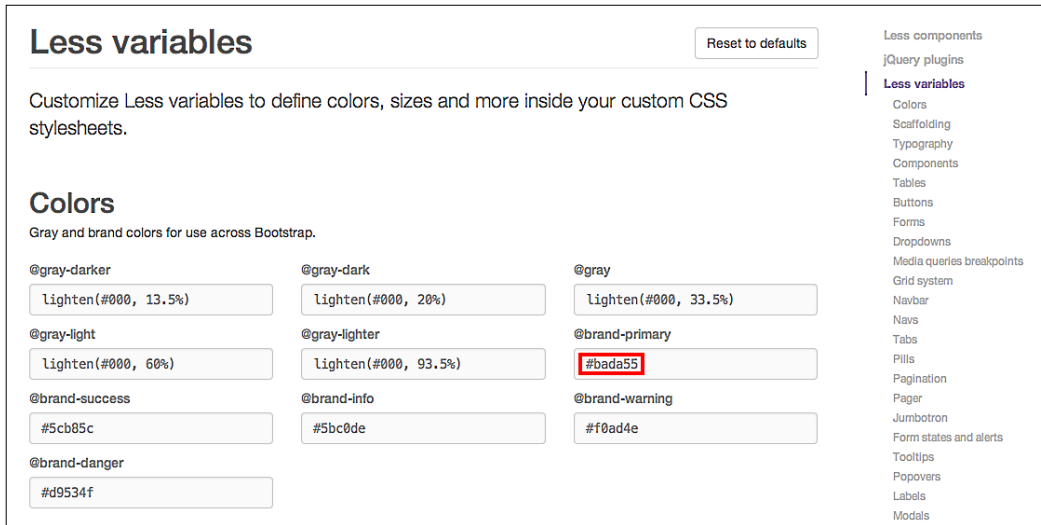 Less variables
Reset to defaults
Customize Less variables to define colors, sizes and more inside your custom CSS
stylesheets.
Colors
Gray and brand colors for use across Bootstrap.
@gray-darker
@gray-dark
@gray
lighten(#000, 13.5%)
lighten(#000, 20%)
lighten(#000, 33.5%)
@gray-light
@gray-lighter
@brand-primary
lighten(#000, 60%)
lighten(#000, 93.5%)
#bada55
@brand-success
@brand-info
@brand-warning
#5cb85c
#5bc0de
#f0ad4e
@brand-danger
#d9534f
Less components
jQuery plugins
Less variables
Colors
Scaffolding
Typography
Components
Tables
Buttons
Forms
Dropdowns
Media queries breakpoints
Grid system
Navbar
Navs
Tabs
Pills
Pagination
Pager
Jumbotron
Form states and alerts
Tooltips
Popovers
Labels
Modals